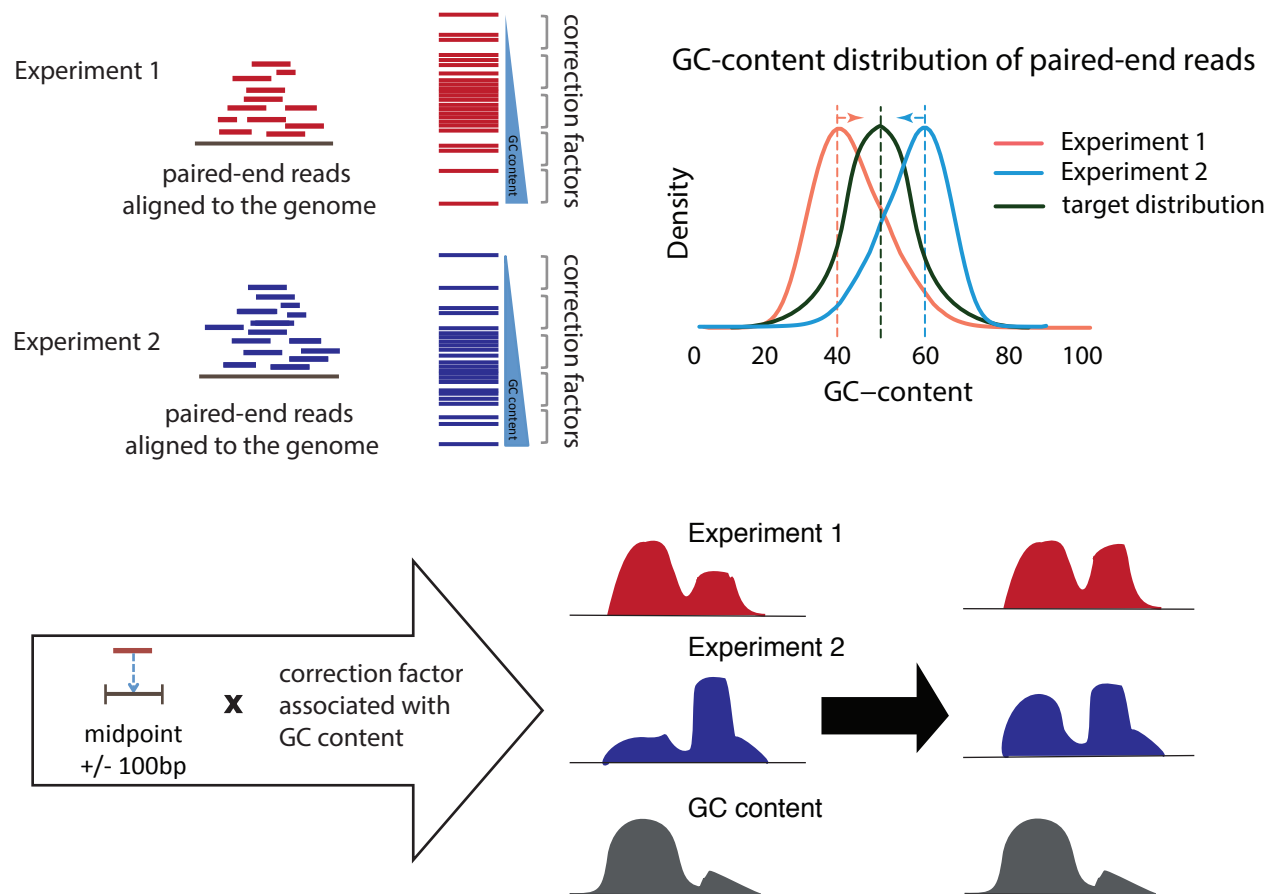 Experiment 1
paired-end reads
aligned to the genome
GC content
correction factors
Experiment 2
paired-end reads
aligned to the genome
GC content
correction factors
GC-content distribution of paired-end reads
Density
Experiment 1
Experiment 2
target distribution
0 20 40 60 80 100
GC–content
midpoint
+/- 100bp
x
correction factor
associated with
GC content
Experiment 1
Experiment 2
GC content